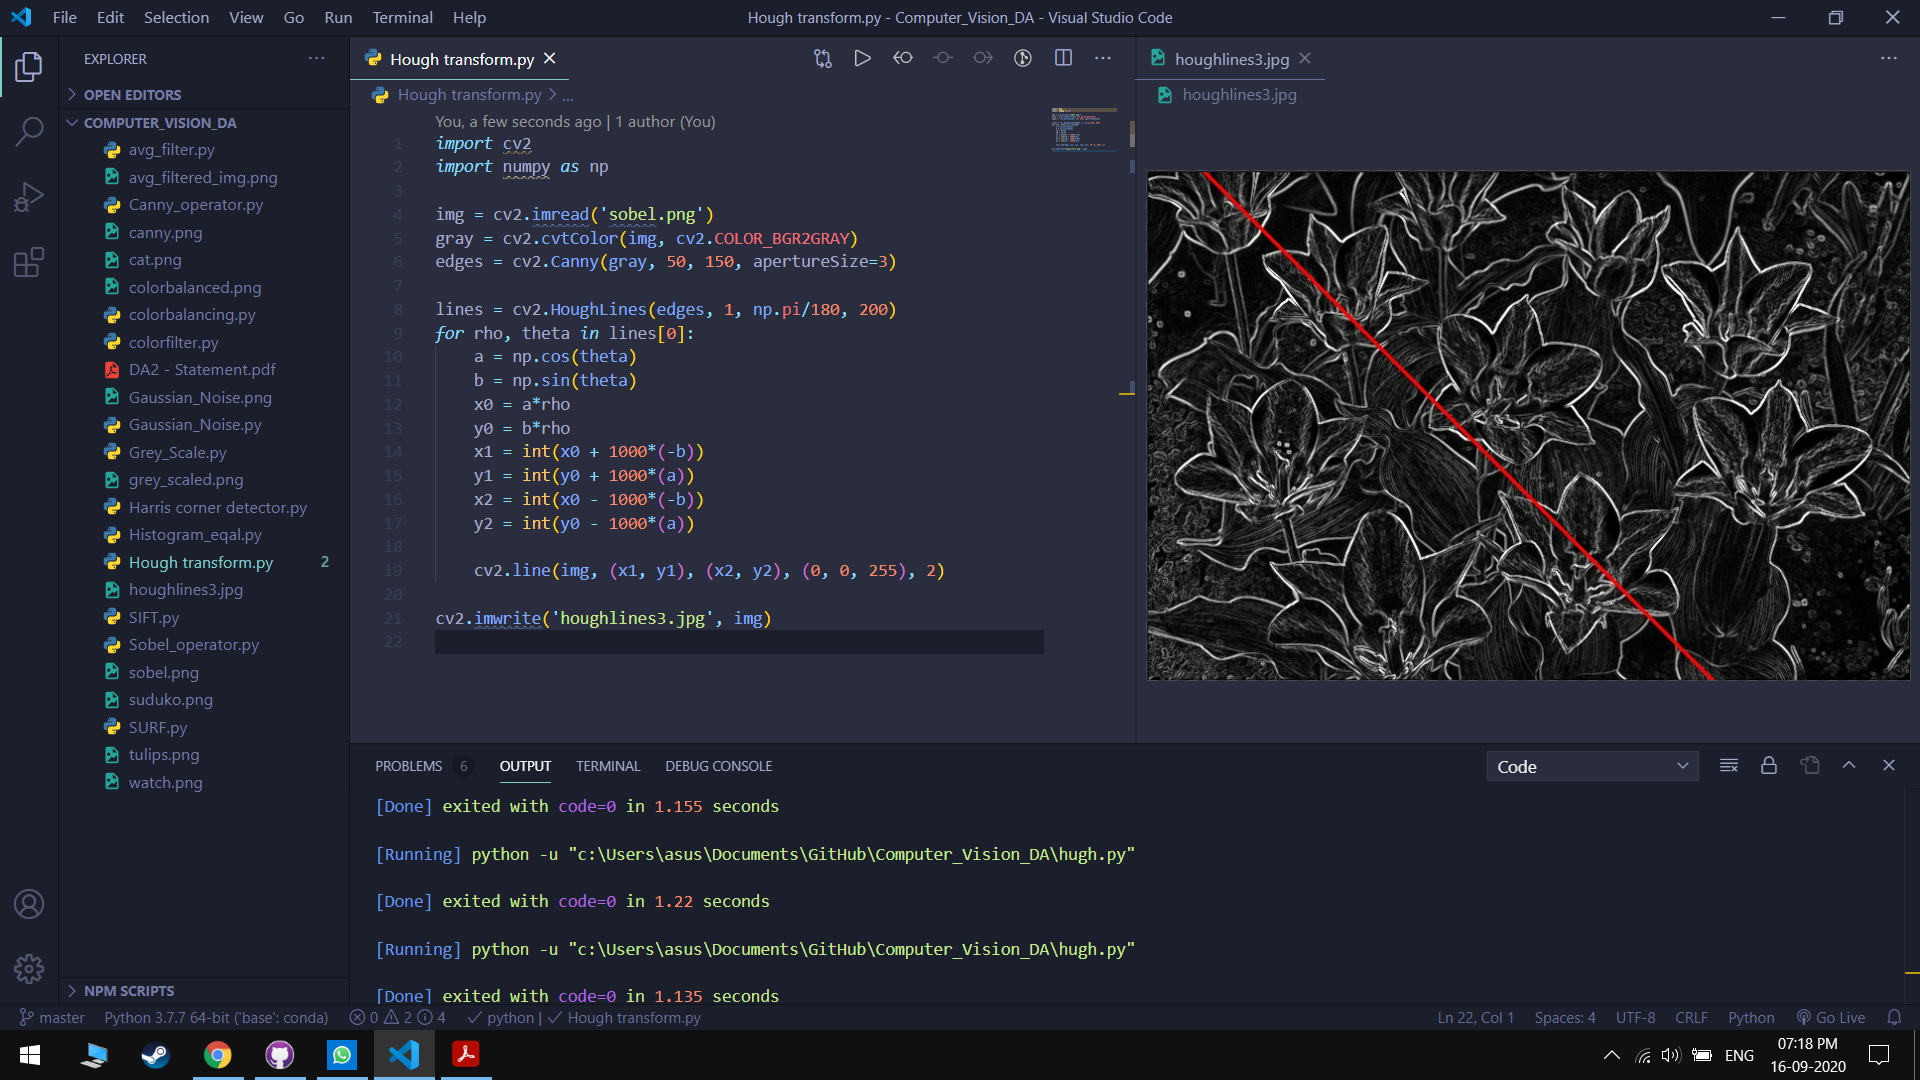 File Edit Selection View Go Run Terminal Help
Hough transform.py - Computer_Vision_DA - Visual Studio Code
EXPLORER
OPEN EDITORS
COMPUTER_VISION_DA
avg_filter.py
avg_filtered_img.png
Canny_operator.py
canny.png
cat.png
colorbalanced.png
colorbalancing.py
colorfilter.py
DA2 - Statement.pdf
Gaussian_Noise.png
Gaussian_Noise.py
Grey_Scale.py
grey_scaled.png
Harris corner detector.py
Histogram_eqal.py
Hough transform.py 2
houghlines3.jpg
SIFT.py
Sobel_operator.py
sobel.png
suduko.png
SURF.py
tulips.png
watch.png
NPM SCRIPTS
Hough transform.py
Hough transform.py > ...
You, a few seconds ago | 1 author (You)
1 import cv2
2 import numpy as np
3
4 img = cv2.imread('sobel.png')
5 gray = cv2.cvtColor(img, cv2.COLOR_BGR2GRAY)
6 edges = cv2.Canny(gray, 50, 150, apertureSize=3)
7
8 lines = cv2.HoughLines(edges, 1, np.pi/180, 200)
9 for rho, theta in lines[0]:
10 a = np.cos(theta)
11 b = np.sin(theta)
12 x0 = a*rho
13 y0 = b*rho
14 x1 = int(x0 + 1000*(-b))
15 y1 = int(y0 + 1000*(a))
16 x2 = int(x0 - 1000*(-b))
17 y2 = int(y0 - 1000*(a))
18
19 cv2.line(img, (x1, y1), (x2, y2), (0, 0, 255), 2)
20
21 cv2.imwrite('houghlines3.jpg', img)
22
houghlines3.jpg
houghlines3.jpg
PROBLEMS 6 OUTPUT TERMINAL DEBUG CONSOLE
Code
[Done] exited with code=0 in 1.155 seconds
[Running] python -u "c:\Users\asus\Documents\GitHub\Computer_Vision_DA\hugh.py"
[Done] exited with code=0 in 1.22 seconds
[Running] python -u "c:\Users\asus\Documents\GitHub\Computer_Vision_DA\hugh.py"
[Done] exited with code=0 in 1.135 seconds
master Python 3.7.7 64-bit ('base': conda) 0 2 4 python | Hough transform.py
Ln 22, Col 1 Spaces: 4 UTF-8 CRLF Python Go Live
ENG
07:18 PM
16-09-2020